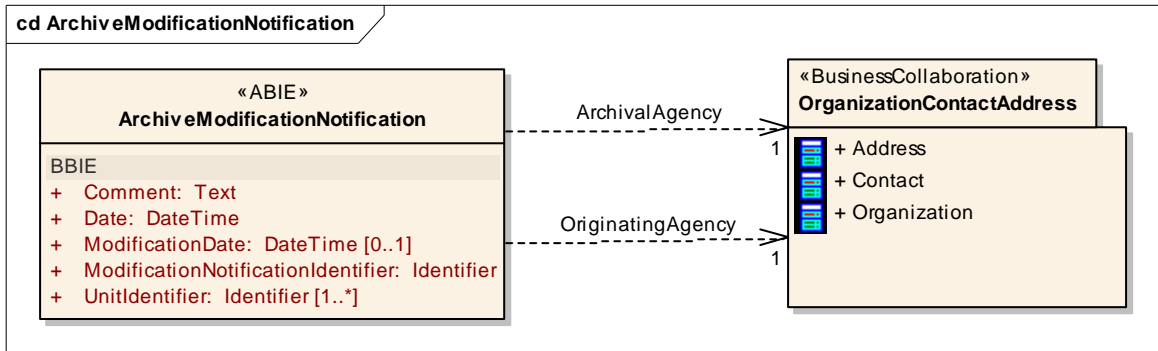 cd ArchiveModificationNotification
«ABIE»
ArchiveModificationNotification
BBIE
+ Comment: Text
+ Date: DateTime
+ ModificationDate: DateTime [0..1]
+ ModificationNotificationIdentifier: Identifier
+ UnitIdentifier: Identifier [1..*]
ArchivalAgency
1
OriginatingAgency
1
«BusinessCollaboration»
OrganizationContactAddress
+ Address
+ Contact
+ Organization